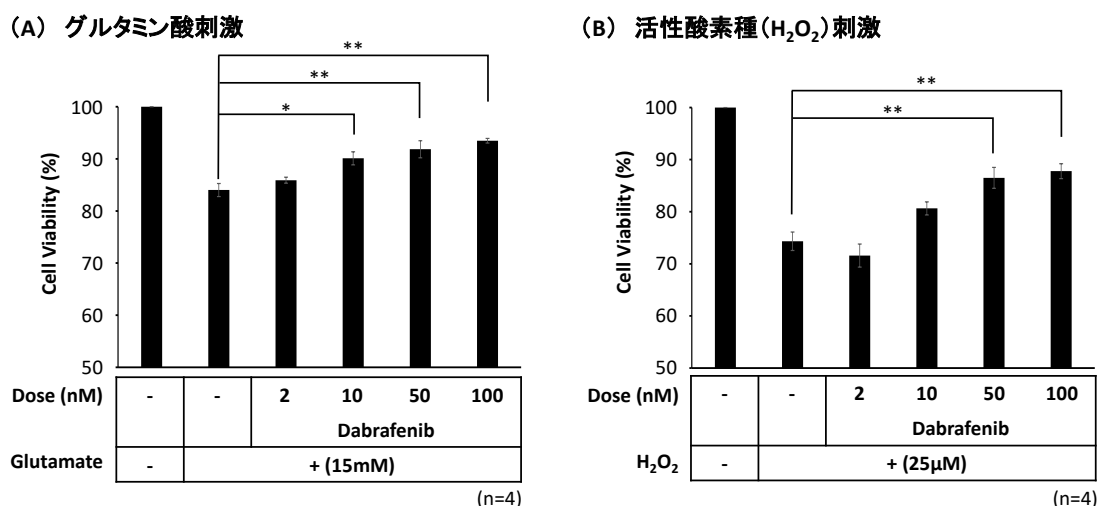 (A) グルタミン酸刺激
** 
** 
*
100
90
80
70
60
50
Cell Viability (%)
Dose (nM) - - 2 10 50 100
Dabrafenib
Glutamate - + (15mM)
(n=4)
(B) 活性酸素種(H₂O₂)刺激
**
**
100
90
80
70
60
50
Cell Viability (%)
Dose (nM) - - 2 10 50 100
Dabrafenib
H₂O₂ - + (25μM)
(n=4)